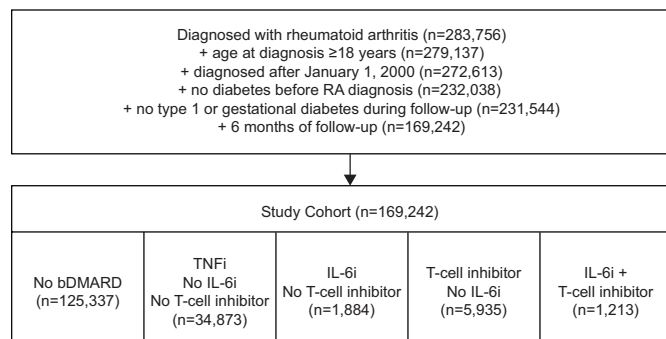 Diagnosed with rheumatoid arthritis (n=283,756)
+ age at diagnosis ≥18 years (n=279,137)
+ diagnosed after January 1, 2000 (n=272,613)
+ no diabetes before RA diagnosis (n=232,038)
+ no type 1 or gestational diabetes during follow-up (n=231,544)
+ 6 months of follow-up (n=169,242)
Study Cohort (n=169,242)
No bDMARD
(n=125,337)
TNFi
No IL-6i
No T-cell inhibitor
(n=34,873)
IL-6i
No T-cell inhibitor
(n=1,884)
T-cell inhibitor
No IL-6i
(n=5,935)
IL-6i +
T-cell inhibitor
(n=1,213)